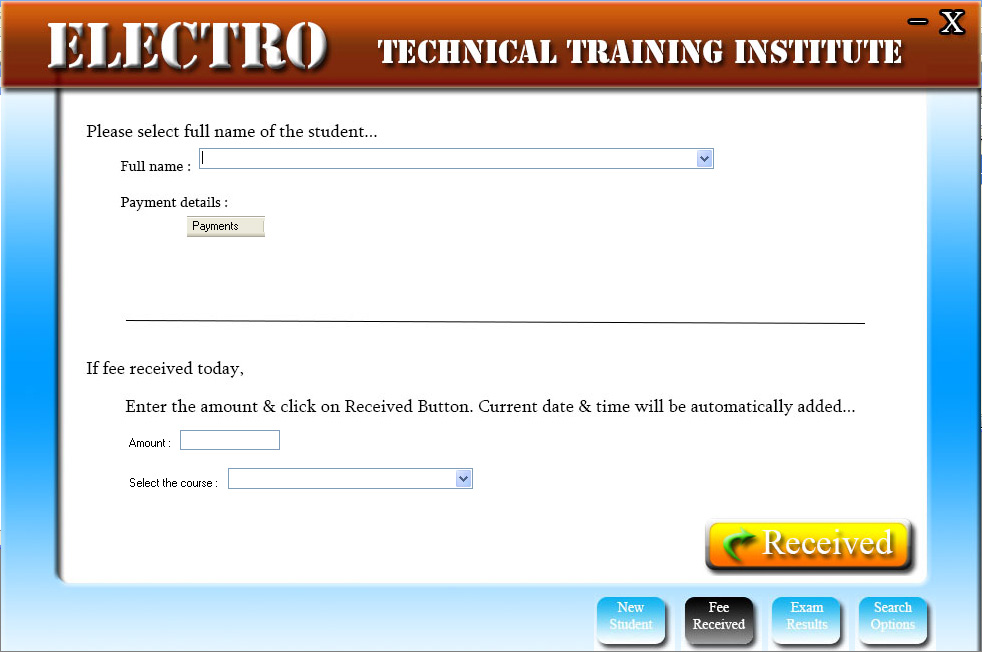 ELECTRO TECHNICAL TRAINING INSTITUTE
X
Please select full name of the student...
Full name :
Payment details :
Payments
If fee received today,
Enter the amount & click on Received Button. Current date & time will be automatically added...
Amount :
Select the course :
Received
New
Student
Fee
Received
Exam
Results
Search
Options